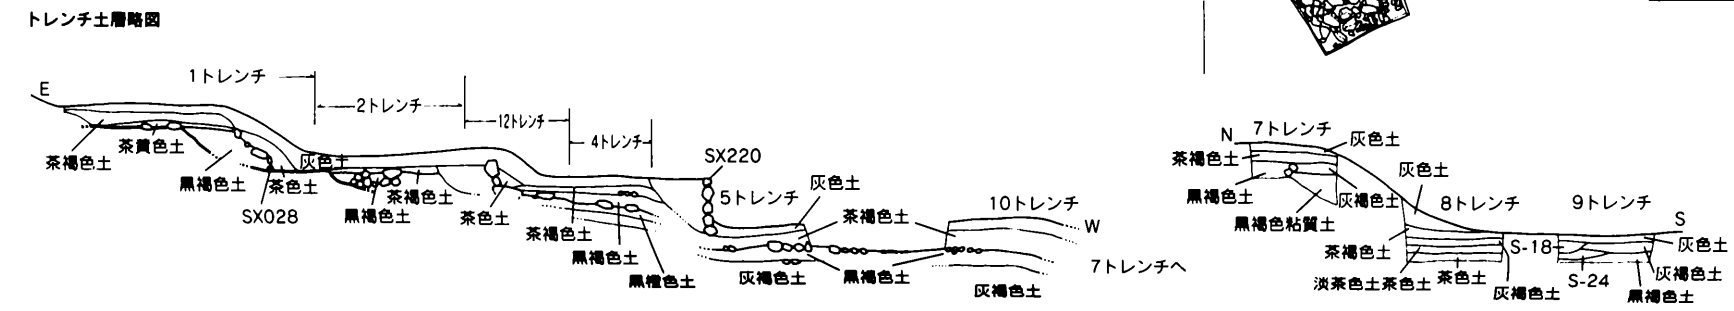 トレンチ土層略図
E
1トレンチ
2トレンチ
12トレンチ
4トレンチ
SX220
5トレンチ
灰色土
10トレンチ
W
7トレンチへ
茶褐色土
茶黄色土
黒褐色土
SX028
茶色土
灰色土
黒褐色土
茶褐色土
茶色土
茶褐色土
黒褐色土
黒橙色土
灰褐色土
茶褐色土
黒褐色土
灰褐色土
N
7トレンチ
灰色土
茶褐色土
黒褐色土
灰褐色土
黒褐色粘質土
灰色土
8トレンチ
9トレンチ
S
茶褐色土
淡茶色土
茶色土
茶色土
灰褐色土
S-18
S-24
灰色土
灰褐色土
黒褐色土